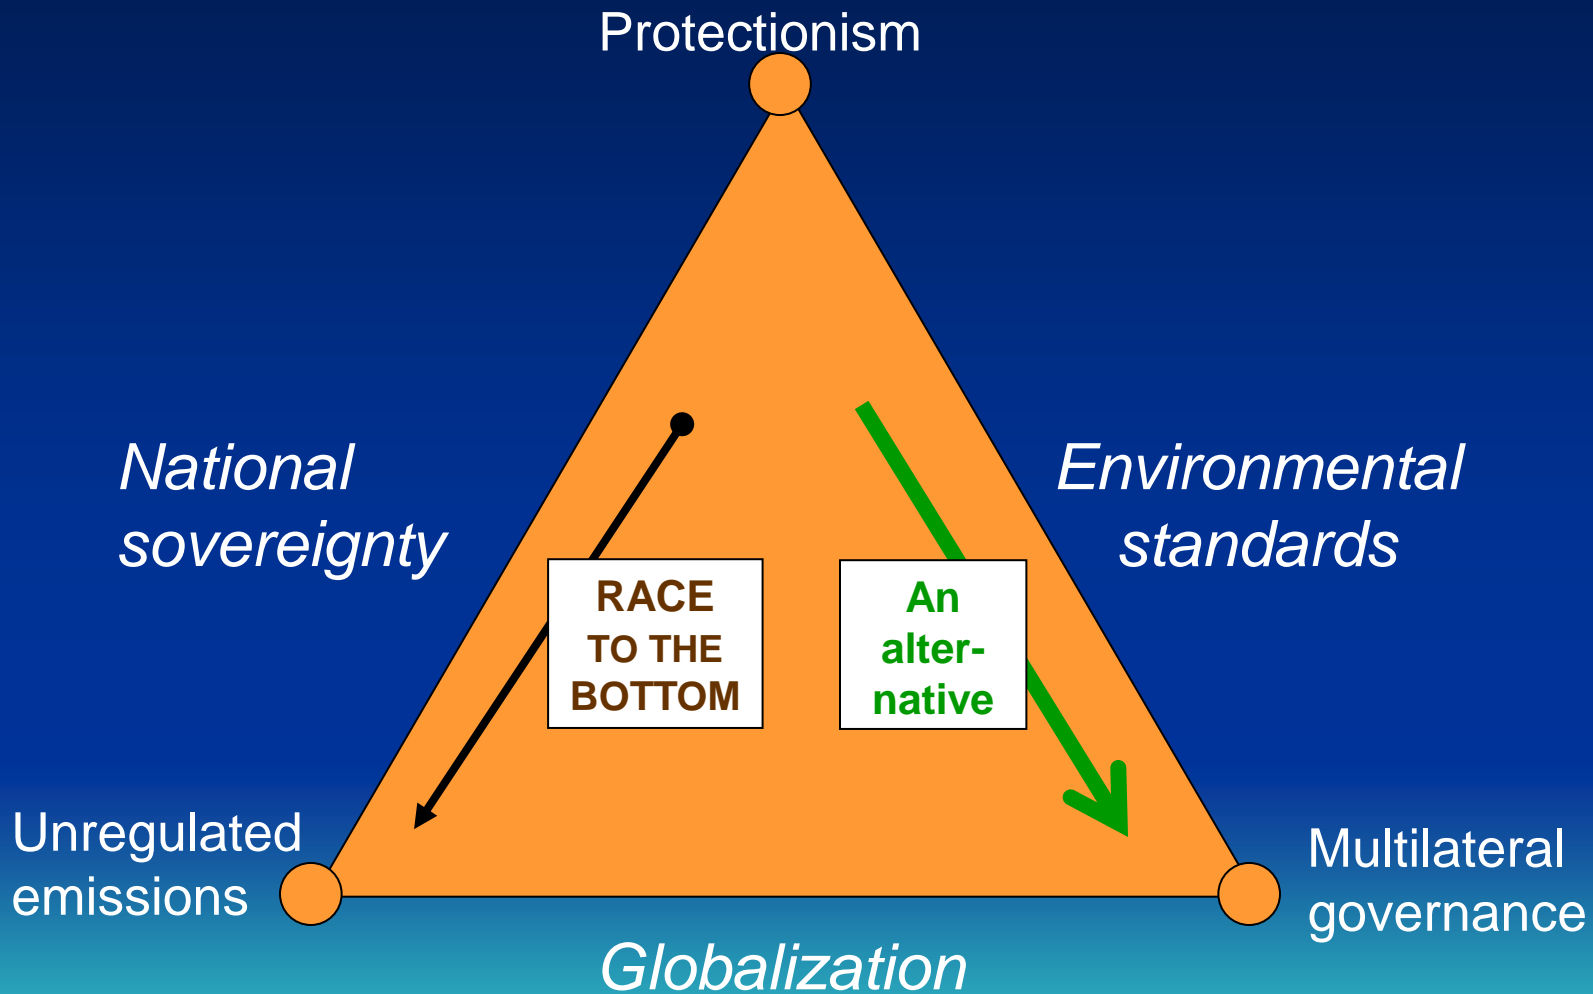 Protectionism
National
sovereignty
Environmental
standards
RACE
TO THE
BOTTOM
An
alter-
native
Unregulated
emissions
Multilateral
governance
Globalization